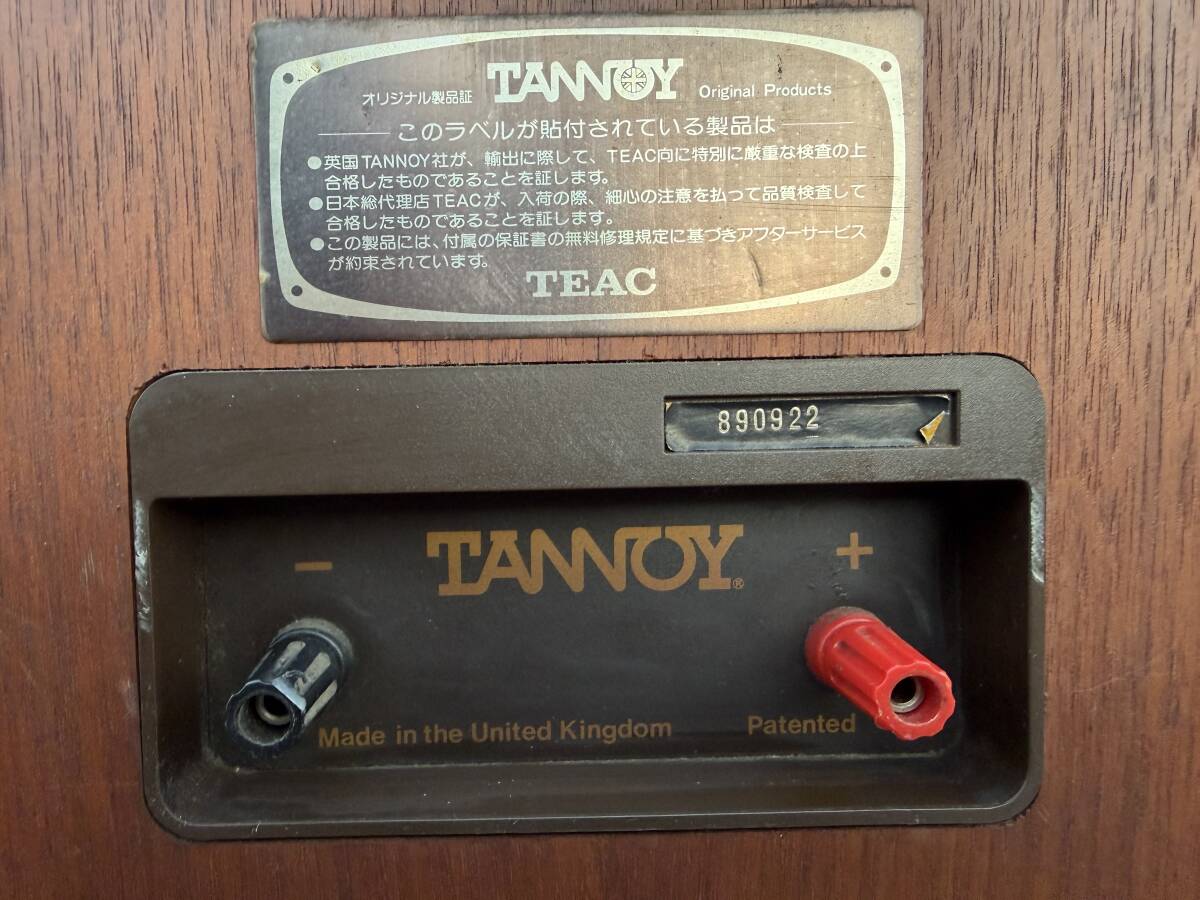 オリジナル製品証 TANNOY Original Products
このラベルが貼付されている製品は
●英国TANNOY社が、輸出に際して、TEAC向に特別に厳重な検査の上
合格したものであることを証します。
●日本総代理店TEACが、入荷の際、細心の注意を払って品質検査して
合格したものであることを証します。
●この製品には、付属の保証書の無料修理規定に基づきアフターサービス
が約束されています。
TEAC
890922
− TANNOY® +
Made in the United Kingdom Patented